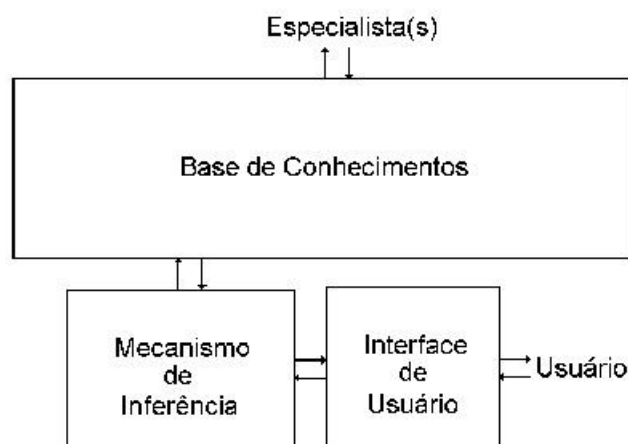 Especialista(s)
Base de Conhecimentos
Mecanismo
de
Inferência
Interface
de
Usuário
Usuário